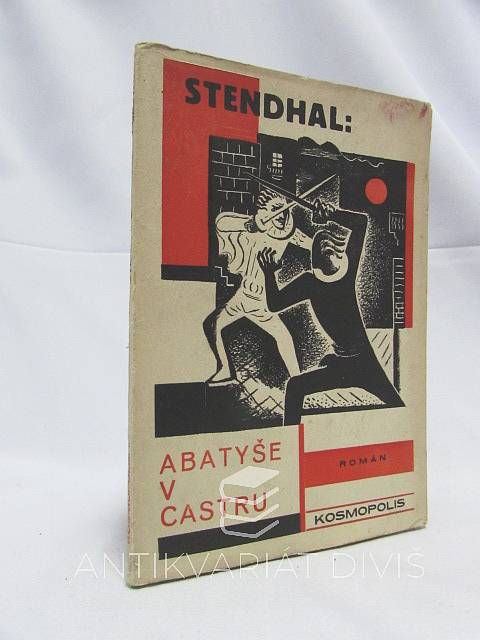 STENDHAL:
ABATYŠE
V
CASTRU
ROMÁN
KOSMOPOLIS
ANTIKVARIÁT DIVIŠ